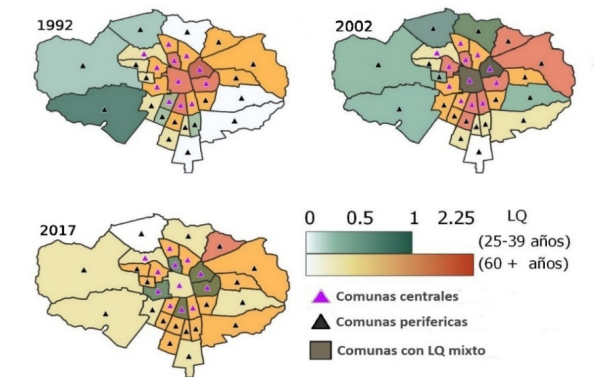 1992
2002
2017
0 0.5 1 2.25 LQ
(25-39 años)
(60 + años)
Comunas centrales
Comunas perifericas
Comunas con LQ mixto